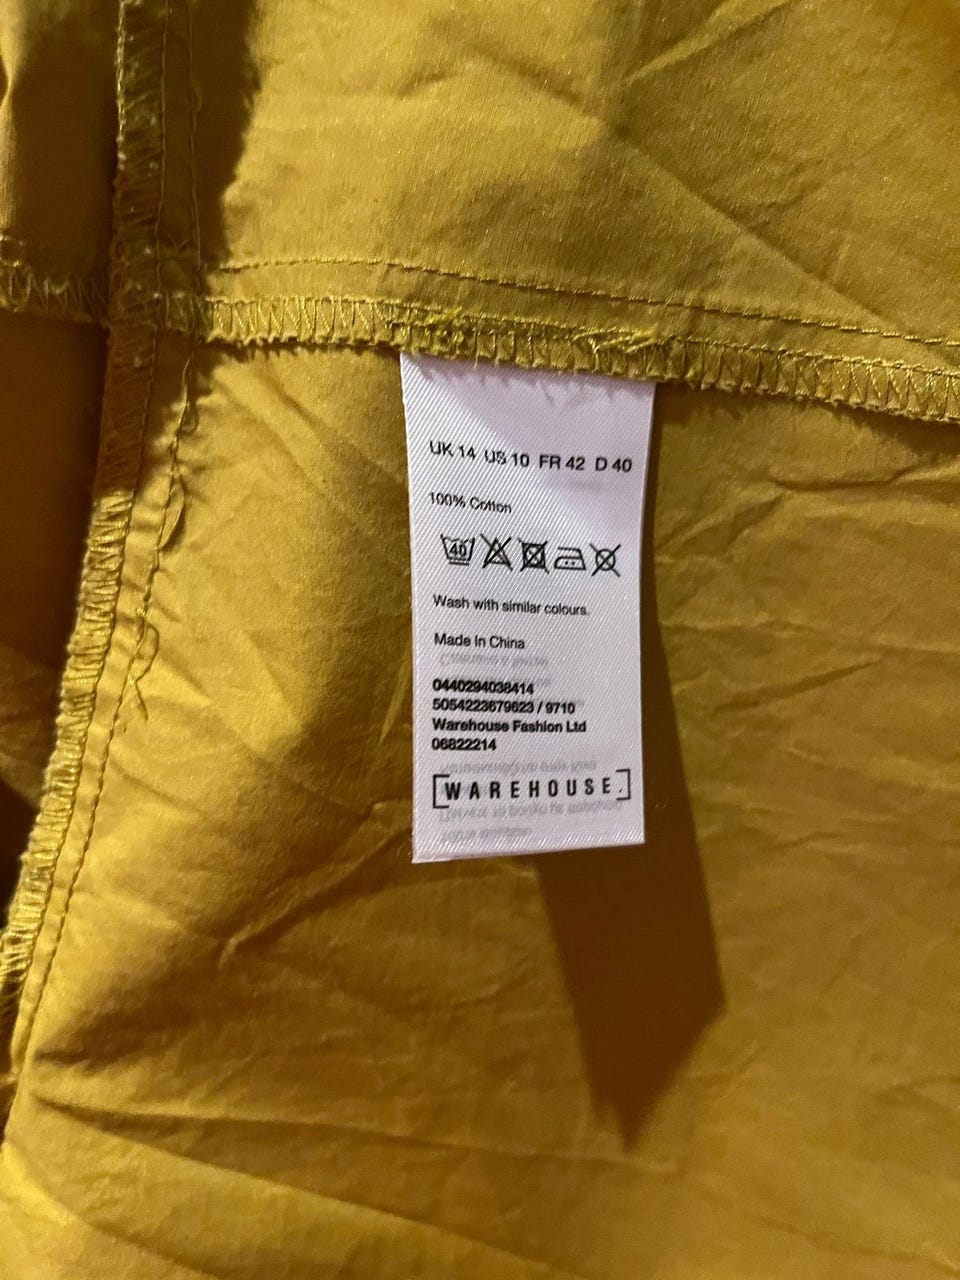 UK 14 US 10 FR 42 D 40
100% Cotton
40
Wash with similar colours.
Made In China
0440294038414
5054223679623 / 9710
Warehouse Fashion Ltd
06822214
[WAREHOUSE.]